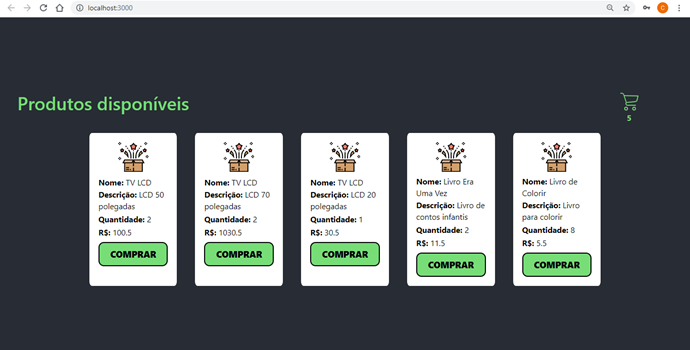 localhost:3000
C
Produtos disponíveis
5
Nome: TV LCD
Descrição: LCD 50
polegadas
Quantidade: 2
R$: 100.5
COMPRAR
Nome: TV LCD
Descrição: LCD 70
polegadas
Quantidade: 2
R$: 1030.5
COMPRAR
Nome: TV LCD
Descrição: LCD 20
polegadas
Quantidade: 1
R$: 30.5
COMPRAR
Nome: Livro Era
Uma Vez
Descrição: Livro de
contos infantis
Quantidade: 2
R$: 11.5
COMPRAR
Nome: Livro de
Colorir
Descrição: Livro
para colorir
Quantidade: 8
R$: 5.5
COMPRAR